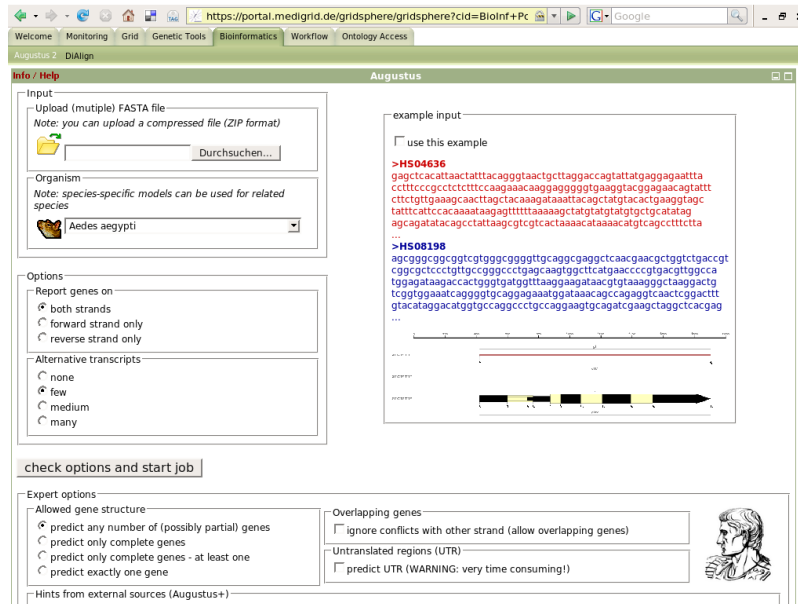 https://portal.medigrid.de/gridsphere/gridsphere?cid=BioInf+Pc
Google
Welcome Monitoring Grid Genetic Tools Bioinformatics Workflow Ontology Access
Augustus 2 DiAlign
Info / Help Augustus
Input
Upload (mutiple) FASTA file
Note: you can upload a compressed file (ZIP format)
Durchsuchen...
Organism
Note: species-specific models can be used for related
species
Aedes aegypti
Options
Report genes on
both strands
forward strand only
reverse strand only
Alternative transcripts
none
few
medium
many
example input
use this example
>HS04636
gagctcacattaactatttacagggtaactgcttaggaccagtattatgaggagaattta
cctttcccgcctctctttccaagaaacaaggagggggtgaaggtacggagaacagtattt
cttctgttgaaagcaacttagctacaaagataaattacagctatgtacactgaaggtagc
tatttcattccacaaaataagagttttttaaaaagctatgtatgtatgtgctgcatatag
agcagatatacagcctattaagcgtcgtcactaaaacataaaacatgtcagcctttctta
...
>HS08198
agcgggcggcggtcgtgggcggggttgcaggcgaggctcaacgaacgctggtctgaccgt
cggcgctccctgttgccgggccctgagcaagtggcttcatgaaccccgtgacgttggcca
tggagataagaccactgggtgatggtttaaggaagataacgtgtaaagggctaaggactg
tcggtggaaatcaggggtgcaggagaaatggataaacagccagaggtcaactcggacttt
gtacataggacatggtgccaggccctgccaggaagtgcagatcgaagctaggctcacgag
...
check options and start job
Expert options
Allowed gene structure
predict any number of (possibly partial) genes
predict only complete genes
predict only complete genes - at least one
predict exactly one gene
Overlapping genes
ignore conflicts with other strand (allow overlapping genes)
Untranslated regions (UTR)
predict UTR (WARNING: very time consuming!)
Hints from external sources (Augustus+)